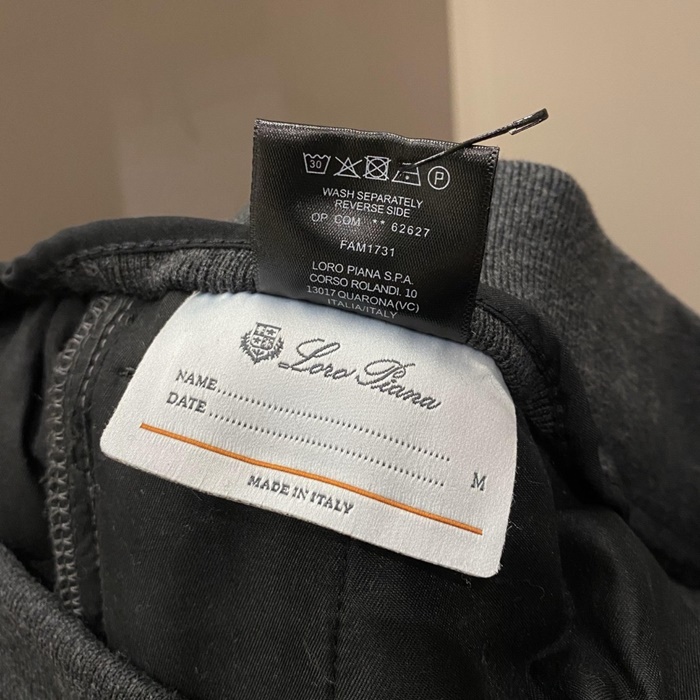 30
P
WASH SEPARATELY
REVERSE SIDE
OP COM ** 62627
FAM1731
LORO PIANA S.P.A.
CORSO ROLANDI, 10
13017 QUARONA(VC)
ITALIA/ITALY
Loro Piana
NAME
DATE
M
MADE IN ITALY